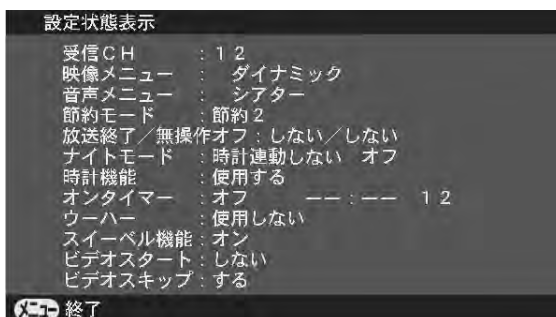 設定状態表示
受信CH :12
映像メニュー : ダイナミック
音声メニュー : シアター
節約モード :節約2
放送終了/無操作オフ:しない/しない
ナイトモード :時計連動しない オフ
時計機能 :使用する
オンタイマー :オフ ――:―― 12
ウーハー :使用しない
スイーベル機能:オン
ビデオスタート:しない
ビデオスキップ:する
メニュー 終了